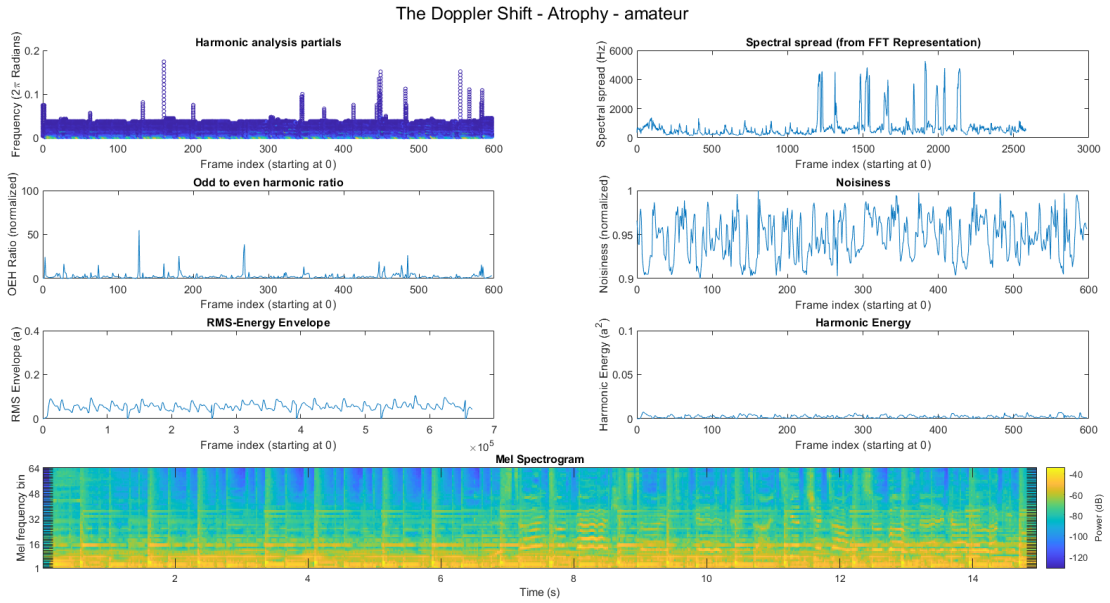 The Doppler Shift - Atrophy - amateur
Harmonic analysis partials
Frequency (2π Radians)
0.2
0.1
0
0 100 200 300 400 500 600
Frame index (starting at 0)
Spectral spread (from FFT Representation)
Spectral spread (Hz)
6000
4000
2000
0
0 500 1000 1500 2000 2500 3000
Frame index (starting at 0)
Odd to even harmonic ratio
OEH Ratio (normalized)
100
50
0
0 100 200 300 400 500 600
Frame index (starting at 0)
Noisiness
Noisiness (normalized)
1
0.95
0.9
0 100 200 300 400 500 600
Frame index (starting at 0)
RMS-Energy Envelope
RMS Envelope (a)
0.4
0.2
0
0 1 2 3 4 5 6 7
Frame index (starting at 0)
×10⁵
Harmonic Energy
Harmonic Energy (a²)
0.1
0.05
0
0 100 200 300 400 500 600
Frame index (starting at 0)
Mel Spectrogram
Mel frequency bin
64
48
32
16
1
2 4 6 8 10 12 14
Time (s)
-40
-60
-80
-100
-120
Power (dB)